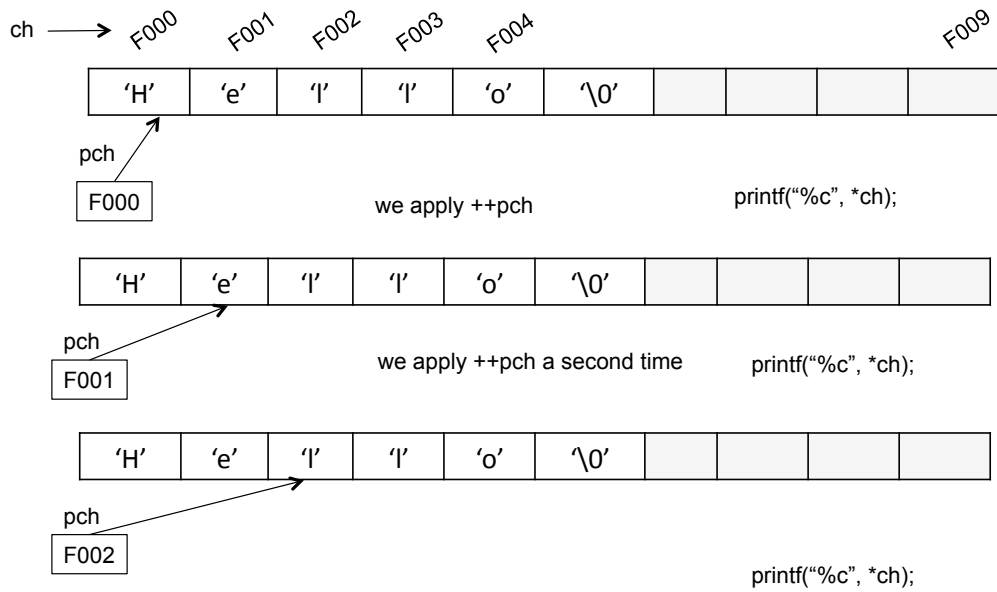 ch F000 F001 F002 F003 F004 F009
‘H’ ‘e’ ‘l’ ‘l’ ‘o’ ‘\0’
pch
F000
we apply ++pch
printf(“%c”, *ch);
‘H’ ‘e’ ‘l’ ‘l’ ‘o’ ‘\0’
pch
F001
we apply ++pch a second time
printf(“%c”, *ch);
‘H’ ‘e’ ‘l’ ‘l’ ‘o’ ‘\0’
pch
F002
printf(“%c”, *ch);